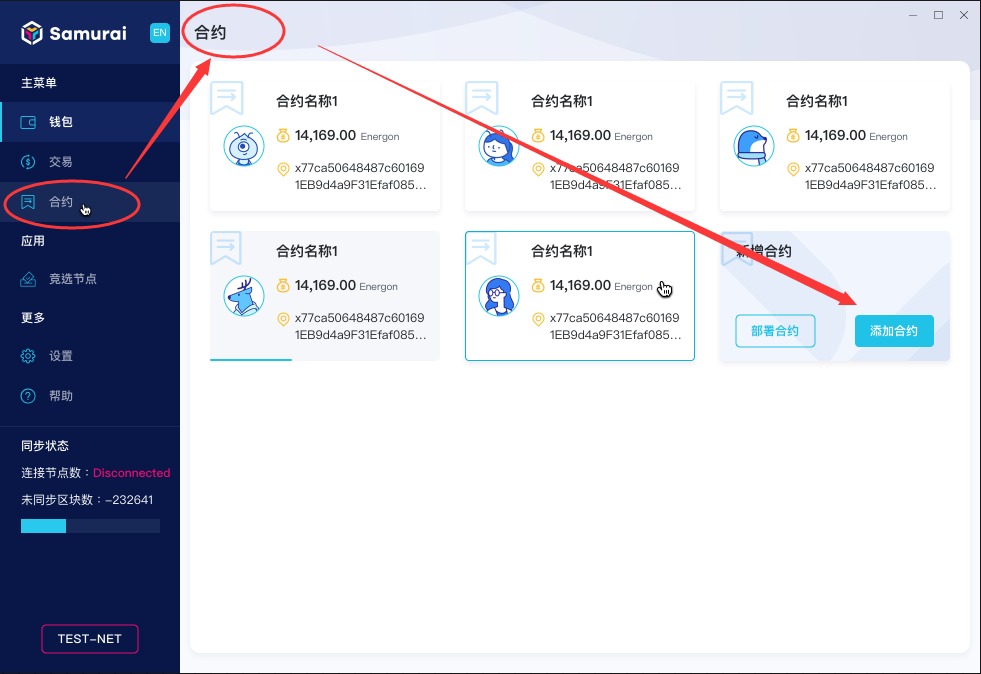 Samurai
EN
主菜单
钱包
交易
合约
应用
竞选节点
更多
设置
帮助
同步状态
连接节点数：Disconnected
未同步区块数：-232641
TEST-NET
合约
合约名称1
14,169.00 Energon
x77ca50648487c60169
1EB9d4a9F31Efaf085...
合约名称1
14,169.00 Energon
x77ca50648487c60169
1EB9d4a9F31Efaf085...
合约名称1
14,169.00 Energon
x77ca50648487c60169
1EB9d4a9F31Efaf085...
合约名称1
14,169.00 Energon
x77ca50648487c60169
1EB9d4a9F31Efaf085...
合约名称1
14,169.00 Energon
x77ca50648487c60169
1EB9d4a9F31Efaf085...
新增合约
部署合约
添加合约